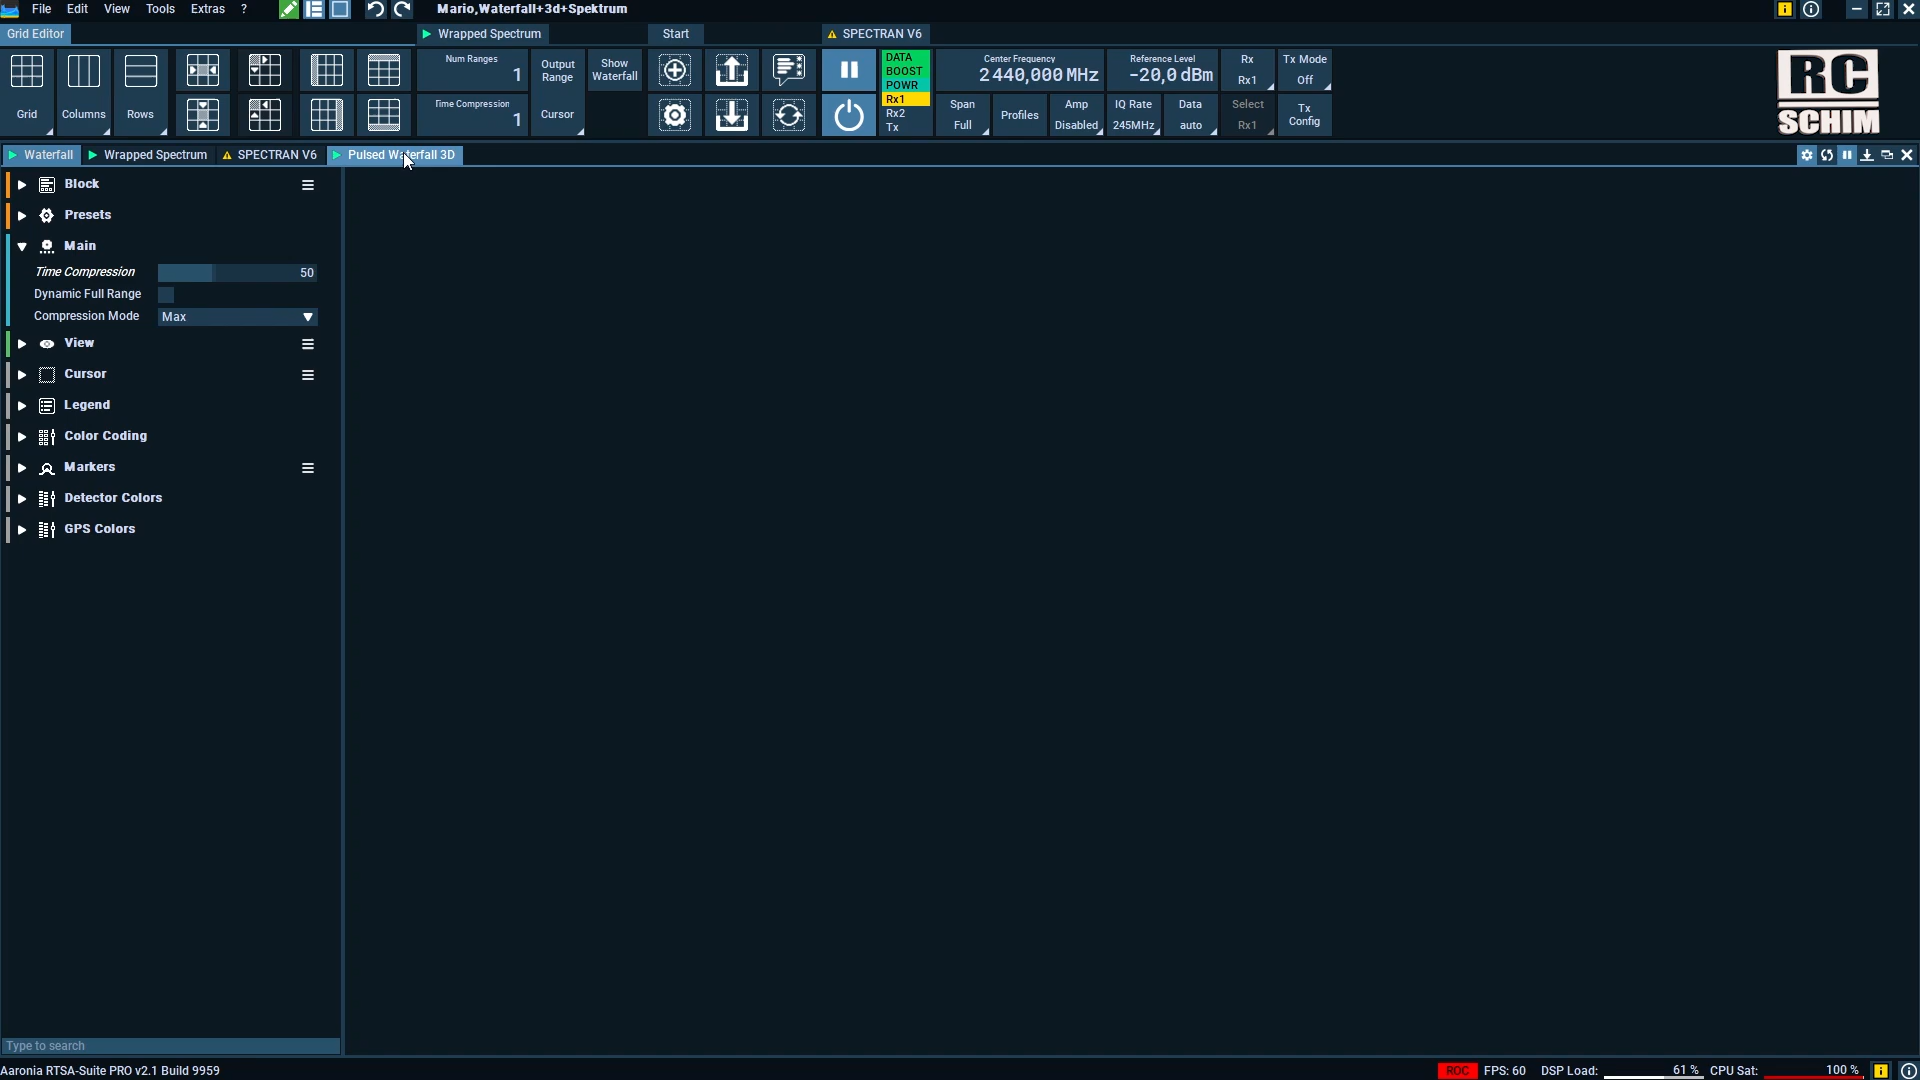 File Edit View Tools Extras ? Mario,Waterfall+3d+Spektrum
Grid Editor Wrapped Spectrum Start SPECTRAN V6
Grid
Columns
Rows
Num Ranges
1
Time Compression
1
Output
Range
Cursor
Show
Waterfall
DATA
BOOST
POWR
Rx1
Rx2
Tx
Center Frequency
2 440,000 MHz
Reference Level
-20,0 dBm
Rx
Rx1
Tx Mode
Off
Span
Full
Profiles
Amp
Disabled
IQ Rate
245MHz
Data
auto
Select
Rx1
Tx
Config
RC
SCHIM
Waterfall Wrapped Spectrum SPECTRAN V6 Pulsed Waterfall 3D
Block
Presets
Main
Time Compression 50
Dynamic Full Range
Compression Mode Max
View
Cursor
Legend
Color Coding
Markers
Detector Colors
GPS Colors
Type to search
Aaronia RTSA-Suite PRO v2.1 Build 9959 ROC FPS: 60 DSP Load: 61 % CPU Sat: 100 %